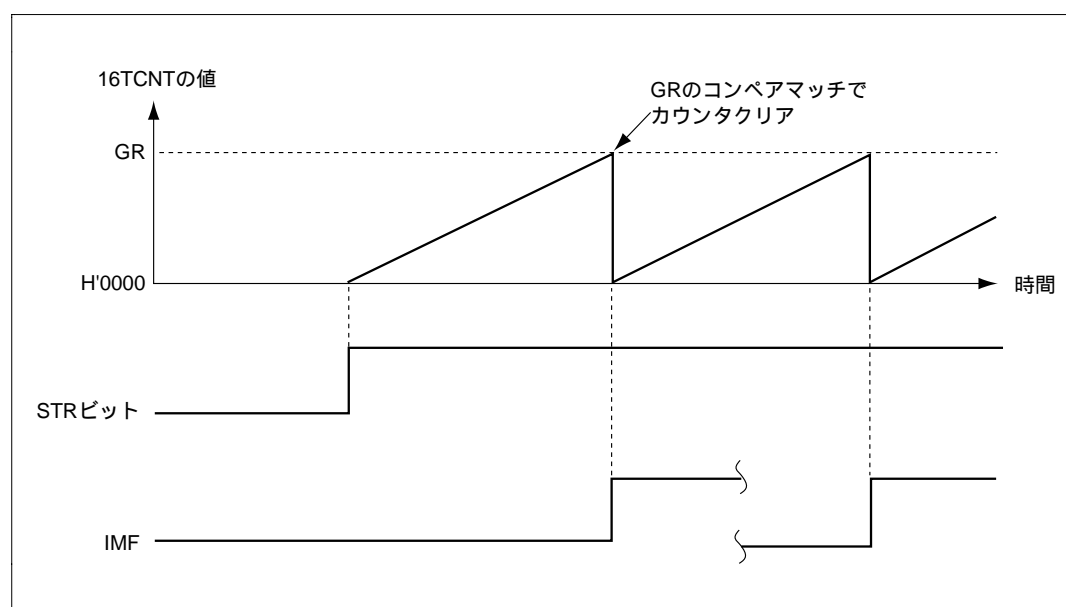 16TCNTの値
GRのコンペアマッチで
カウンタクリア
GR
H'0000
時間
STRビット
IMF